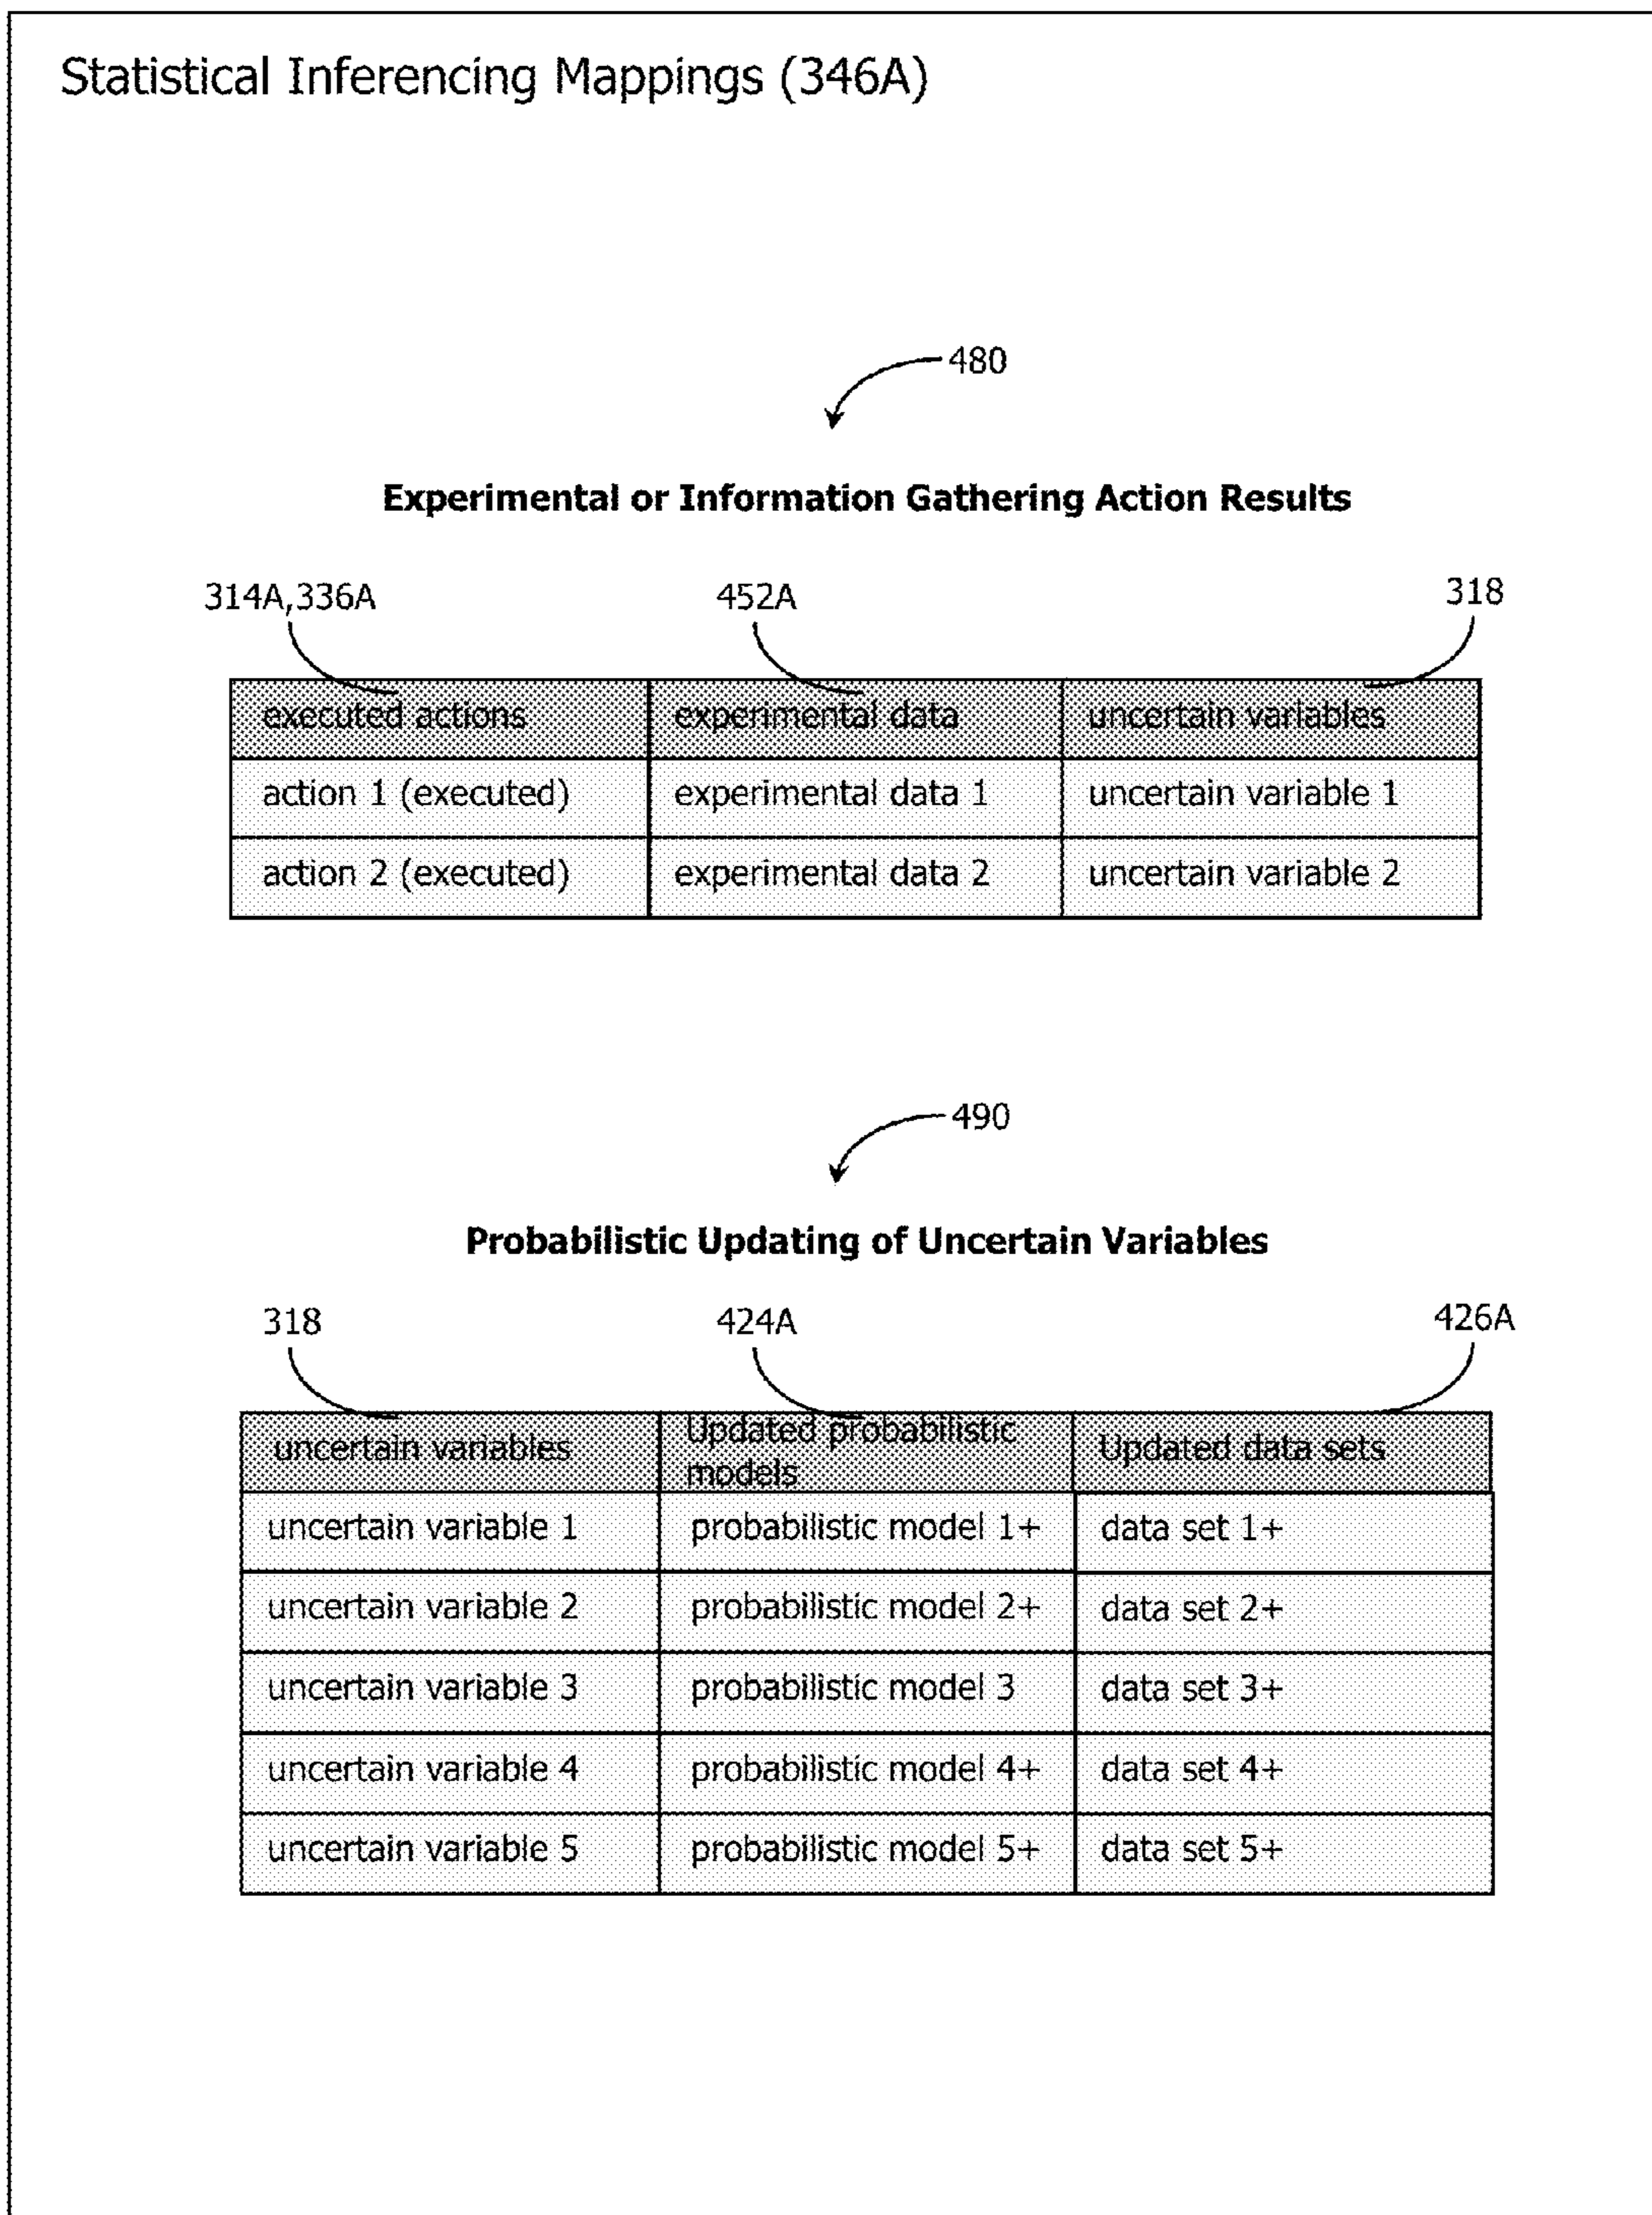 Statistical Inferencing Mappings (346A)
480
Experimental or Information Gathering Action Results
314A,336A 452A 318
executed actions experimental data uncertain variables
action 1 (executed) experimental data 1 uncertain variable 1
action 2 (executed) experimental data 2 uncertain variable 2
490
Probabilistic Updating of Uncertain Variables
318 424A 426A
uncertain variables Updated probabilistic models Updated data sets
uncertain variable 1 probabilistic model 1+ data set 1+
uncertain variable 2 probabilistic model 2+ data set 2+
uncertain variable 3 probabilistic model 3 data set 3+
uncertain variable 4 probabilistic model 4+ data set 4+
uncertain variable 5 probabilistic model 5+ data set 5+